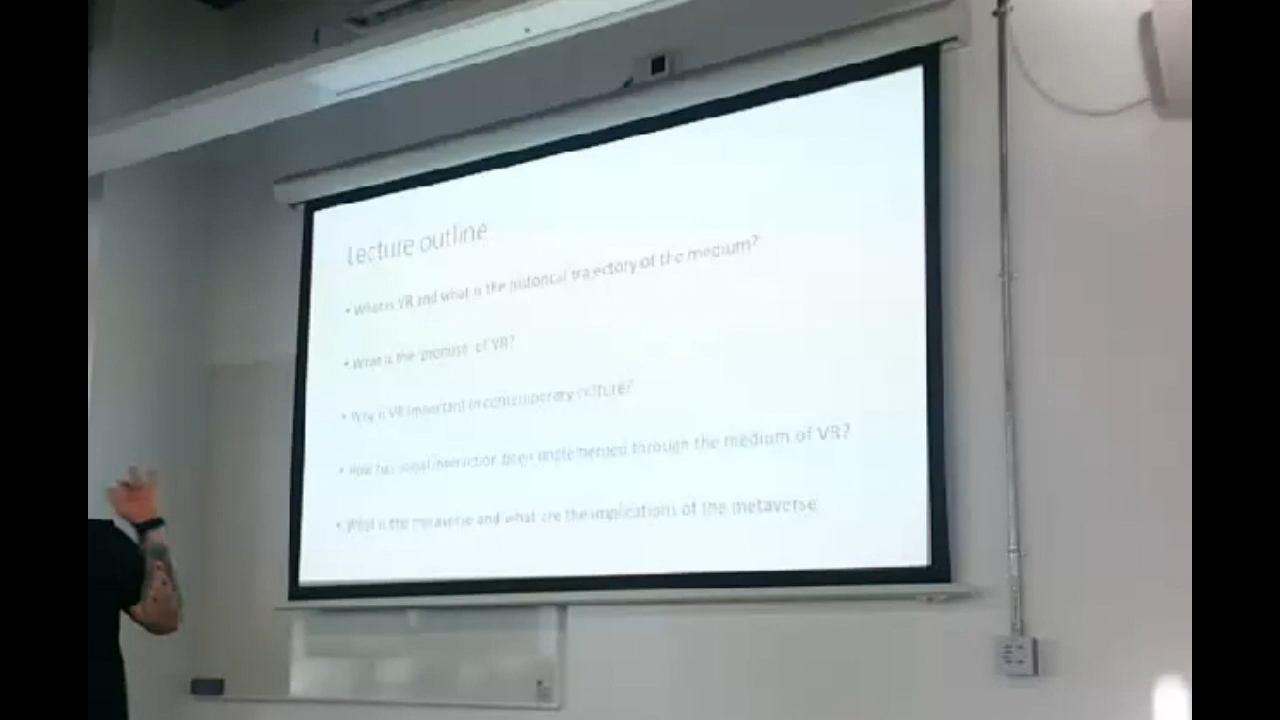 Lecture outline
• What is VR and what is the historical trajectory of the medium?
• What is the 'promise' of VR?
• Why is VR important in contemporary culture?
• How has social interaction been implemented through the medium of VR?
• What is the metaverse and what are the implications of the metaverse